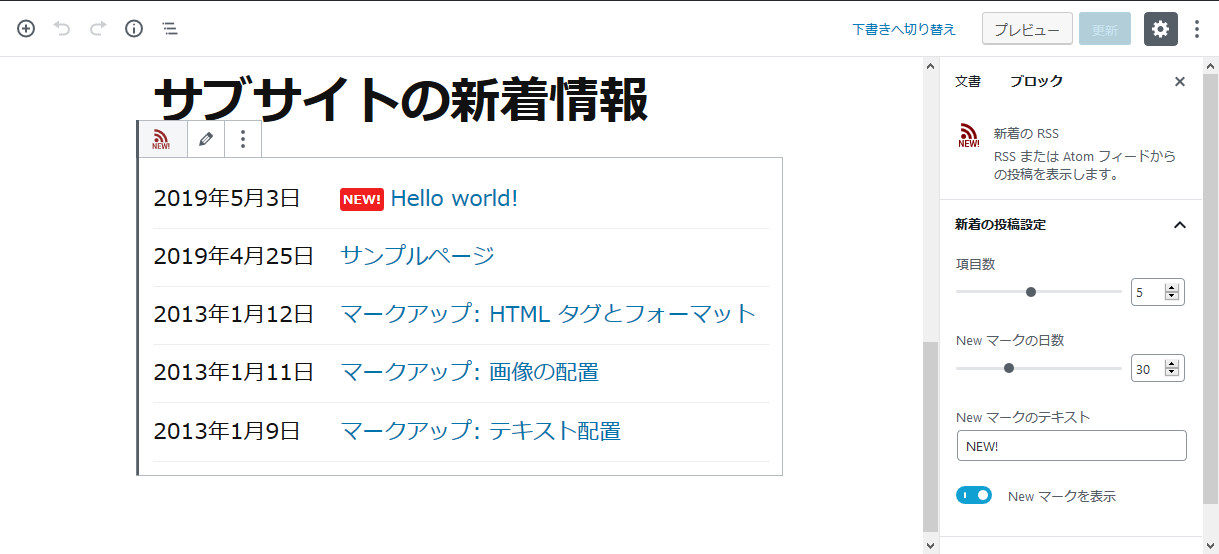 下書きへ切り替え プレビュー 更新
サブサイトの新着情報
NEW!
2019年5月3日 NEW! Hello world!
2019年4月25日 サンプルページ
2013年1月12日 マークアップ: HTML タグとフォーマット
2013年1月11日 マークアップ: 画像の配置
2013年1月9日 マークアップ: テキスト配置
文書 ブロック
NEW!
新着の RSS
RSS または Atom フィードから
の投稿を表示します。
新着の投稿設定
項目数
5
New マークの日数
30
New マークのテキスト
NEW!
New マークを表示